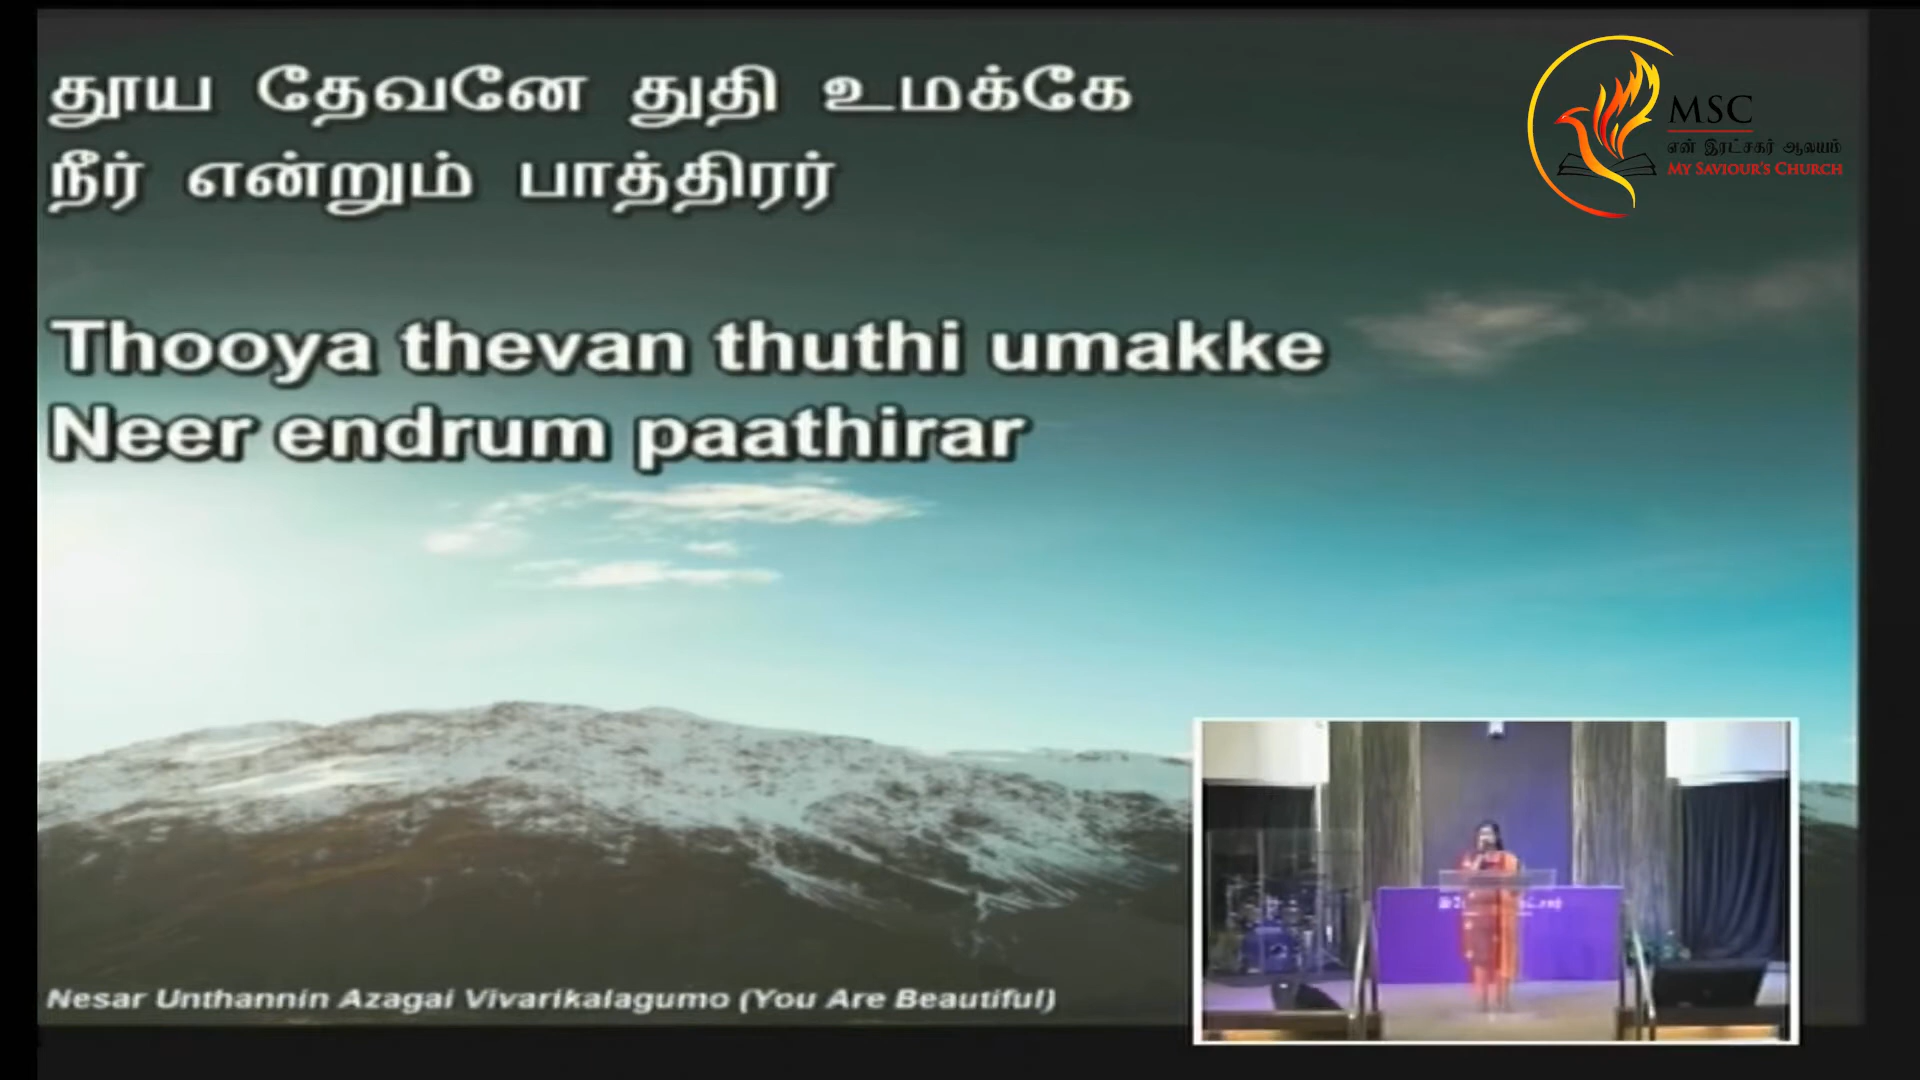 தூய தேவனே துதி உமக்கே
நீர் என்றும் பாத்திரர்
Thooya thevan thuthi umakke
Neer endrum paathirar
Nesar Unthannin Azagai Vivarikalagumo (You Are Beautiful)
MSC
என் இரட்சகர் ஆலயம்
MY SAVIOUR'S CHURCH